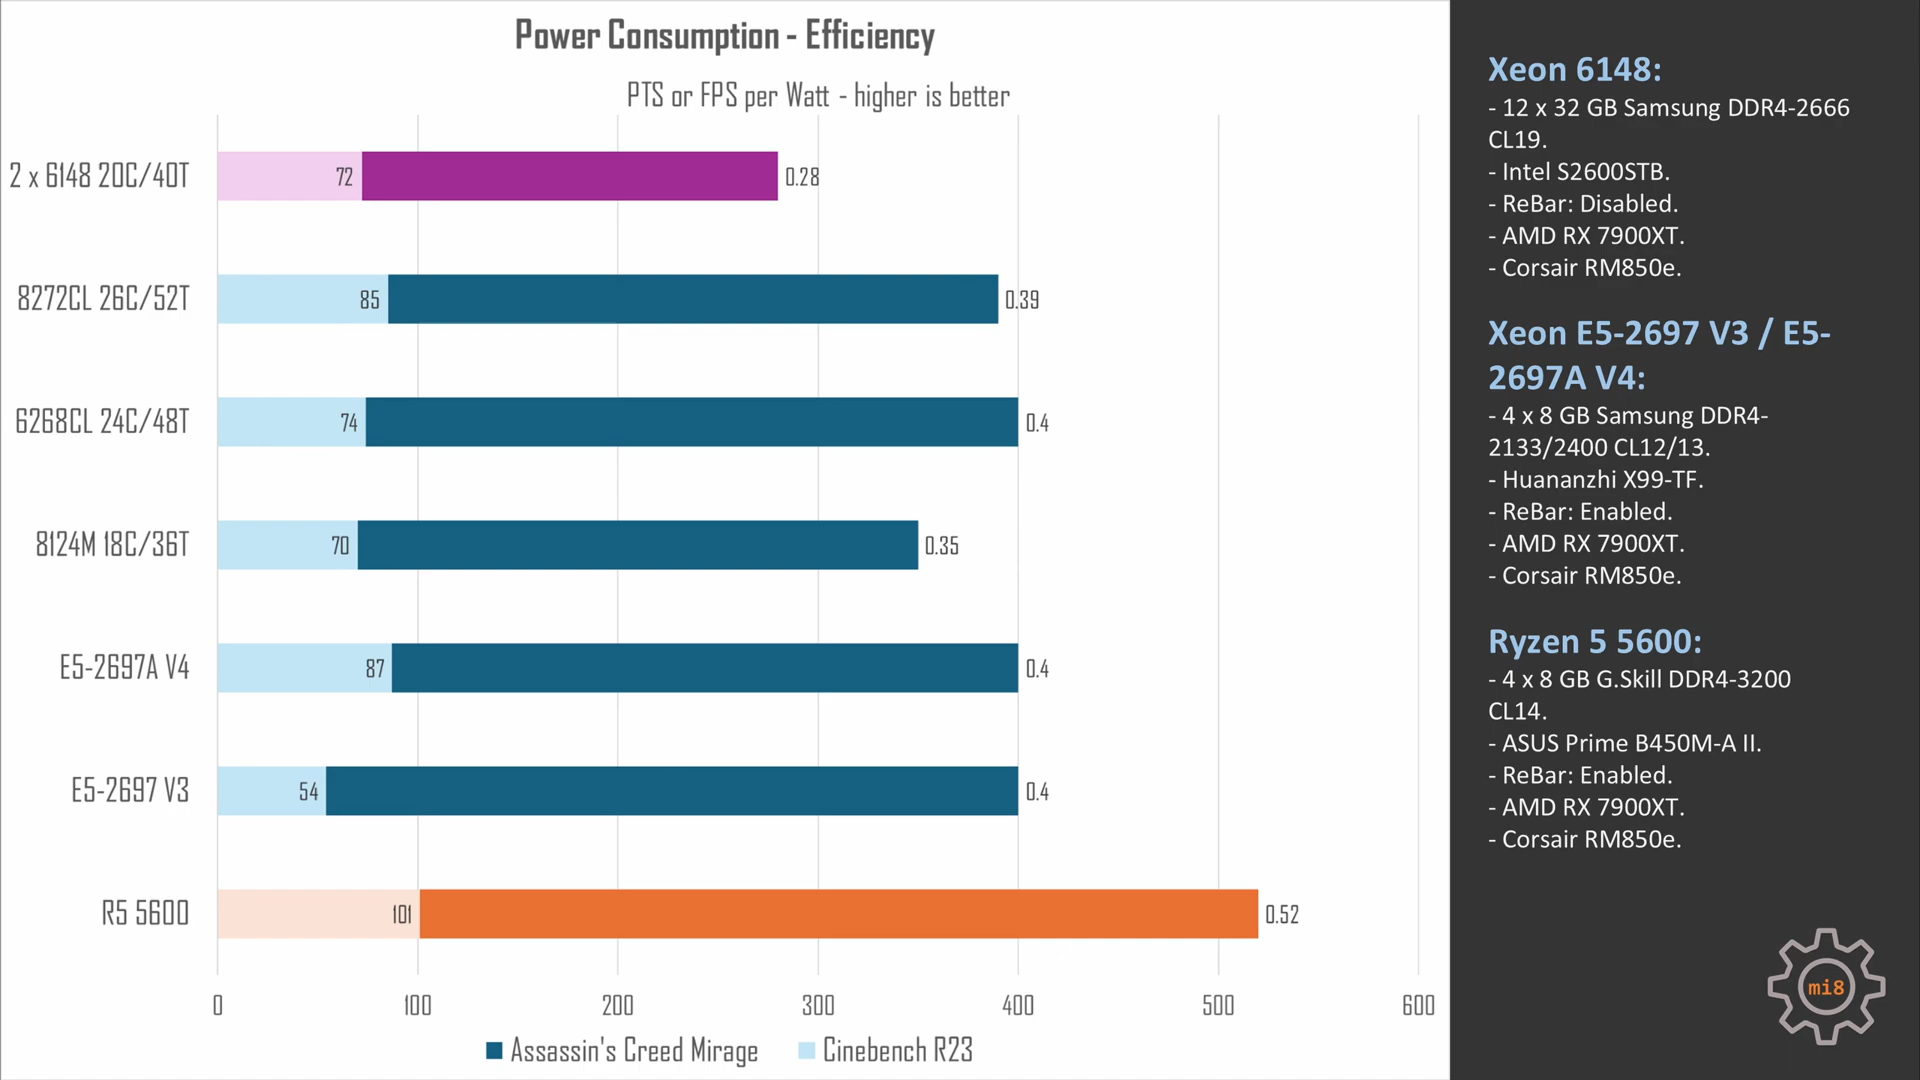 Power Consumption - Efficiency
PTS or FPS per Watt - higher is better
2 x 6148 20C/40T
72
0.28
8272CL 26C/52T
85
0.39
6268CL 24C/48T
74
0.4
8124M 18C/36T
70
0.35
E5-2697A V4
87
0.4
E5-2697 V3
54
0.4
R5 5600
101
0.52
0 100 200 300 400 500 600
Assassin's Creed Mirage
Cinebench R23
Xeon 6148:
- 12 x 32 GB Samsung DDR4-2666
CL19.
- Intel S2600STB.
- ReBar: Disabled.
- AMD RX 7900XT.
- Corsair RM850e.
Xeon E5-2697 V3 / E5-
2697A V4:
- 4 x 8 GB Samsung DDR4-
2133/2400 CL12/13.
- Huananzhi X99-TF.
- ReBar: Enabled.
- AMD RX 7900XT.
- Corsair RM850e.
Ryzen 5 5600:
- 4 x 8 GB G.Skill DDR4-3200
CL14.
- ASUS Prime B450M-A II.
- ReBar: Enabled.
- AMD RX 7900XT.
- Corsair RM850e.
mi8